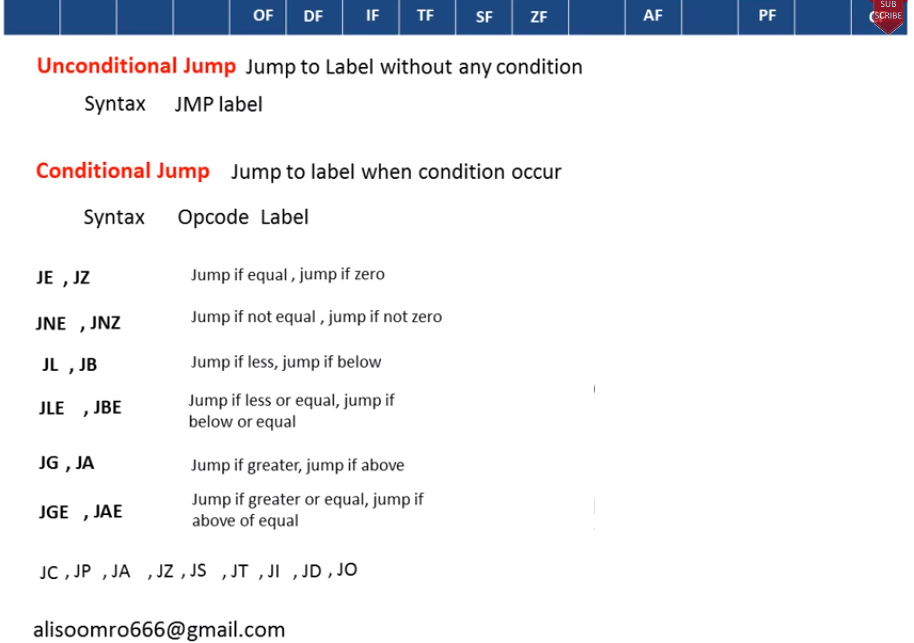 OF DF IF TF SF ZF AF PF
SUB
SCRIBE
Unconditional Jump Jump to Label without any condition
Syntax JMP label
Conditional Jump Jump to label when condition occur
Syntax Opcode Label
JE , JZ Jump if equal , jump if zero
JNE , JNZ Jump if not equal , jump if not zero
JL , JB Jump if less, jump if below
JLE , JBE Jump if less or equal, jump if
below or equal
JG , JA Jump if greater, jump if above
JGE , JAE Jump if greater or equal, jump if
above of equal
JC , JP , JA , JZ , JS , JT , JI , JD , JO
alisoomro666@gmail.com